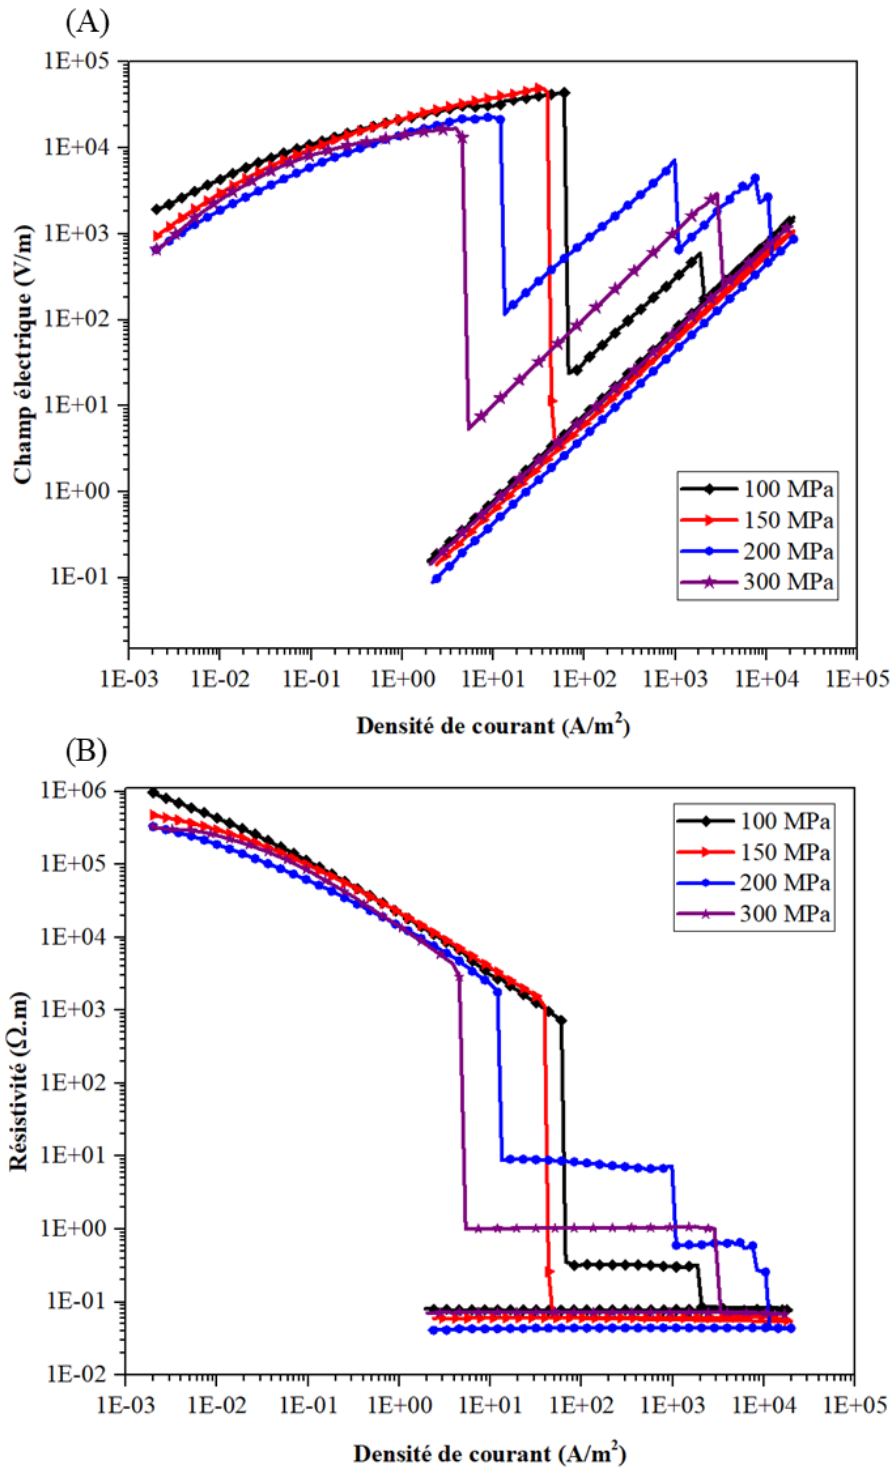 (A)
1E+05
1E+04
1E+03
1E+02
1E+01
1E+00
1E-01
Champ électrique (V/m)
100 MPa
150 MPa
200 MPa
300 MPa
1E-03 1E-02 1E-01 1E+00 1E+01 1E+02 1E+03 1E+04 1E+05
Densité de courant (A/m²)
(B)
1E+06
1E+05
1E+04
1E+03
1E+02
1E+01
1E+00
1E-01
1E-02
Résistivité (Ω.m)
100 MPa
150 MPa
200 MPa
300 MPa
1E-03 1E-02 1E-01 1E+00 1E+01 1E+02 1E+03 1E+04 1E+05
Densité de courant (A/m²)